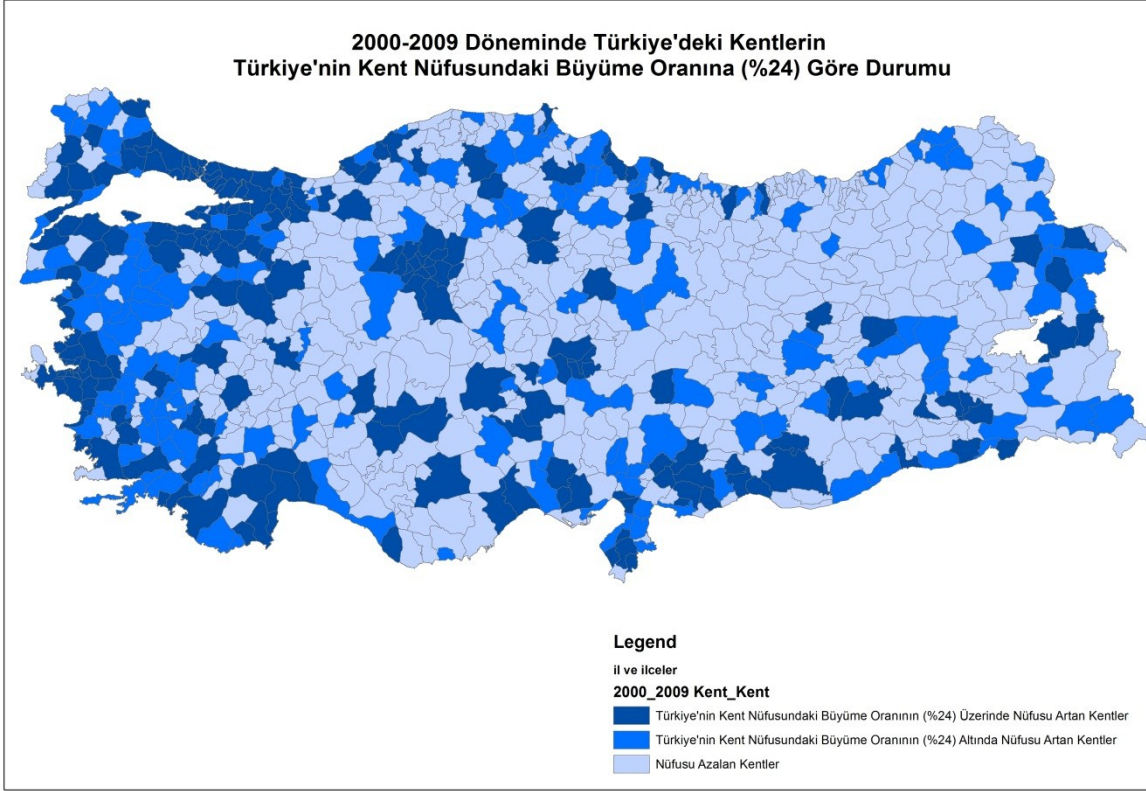 2000-2009 Döneminde Türkiye'deki Kentlerin
Türkiye'nin Kent Nüfusundaki Büyüme Oranına (%24) Göre Durumu
Legend
il ve ilceler
2000_2009 Kent_Kent
Türkiye'nin Kent Nüfusundaki Büyüme Oranının (%24) Üzerinde Nüfusu Artan Kentler
Türkiye'nin Kent Nüfusundaki Büyüme Oranının (%24) Altında Nüfusu Artan Kentler
Nüfusu Azalan Kentler